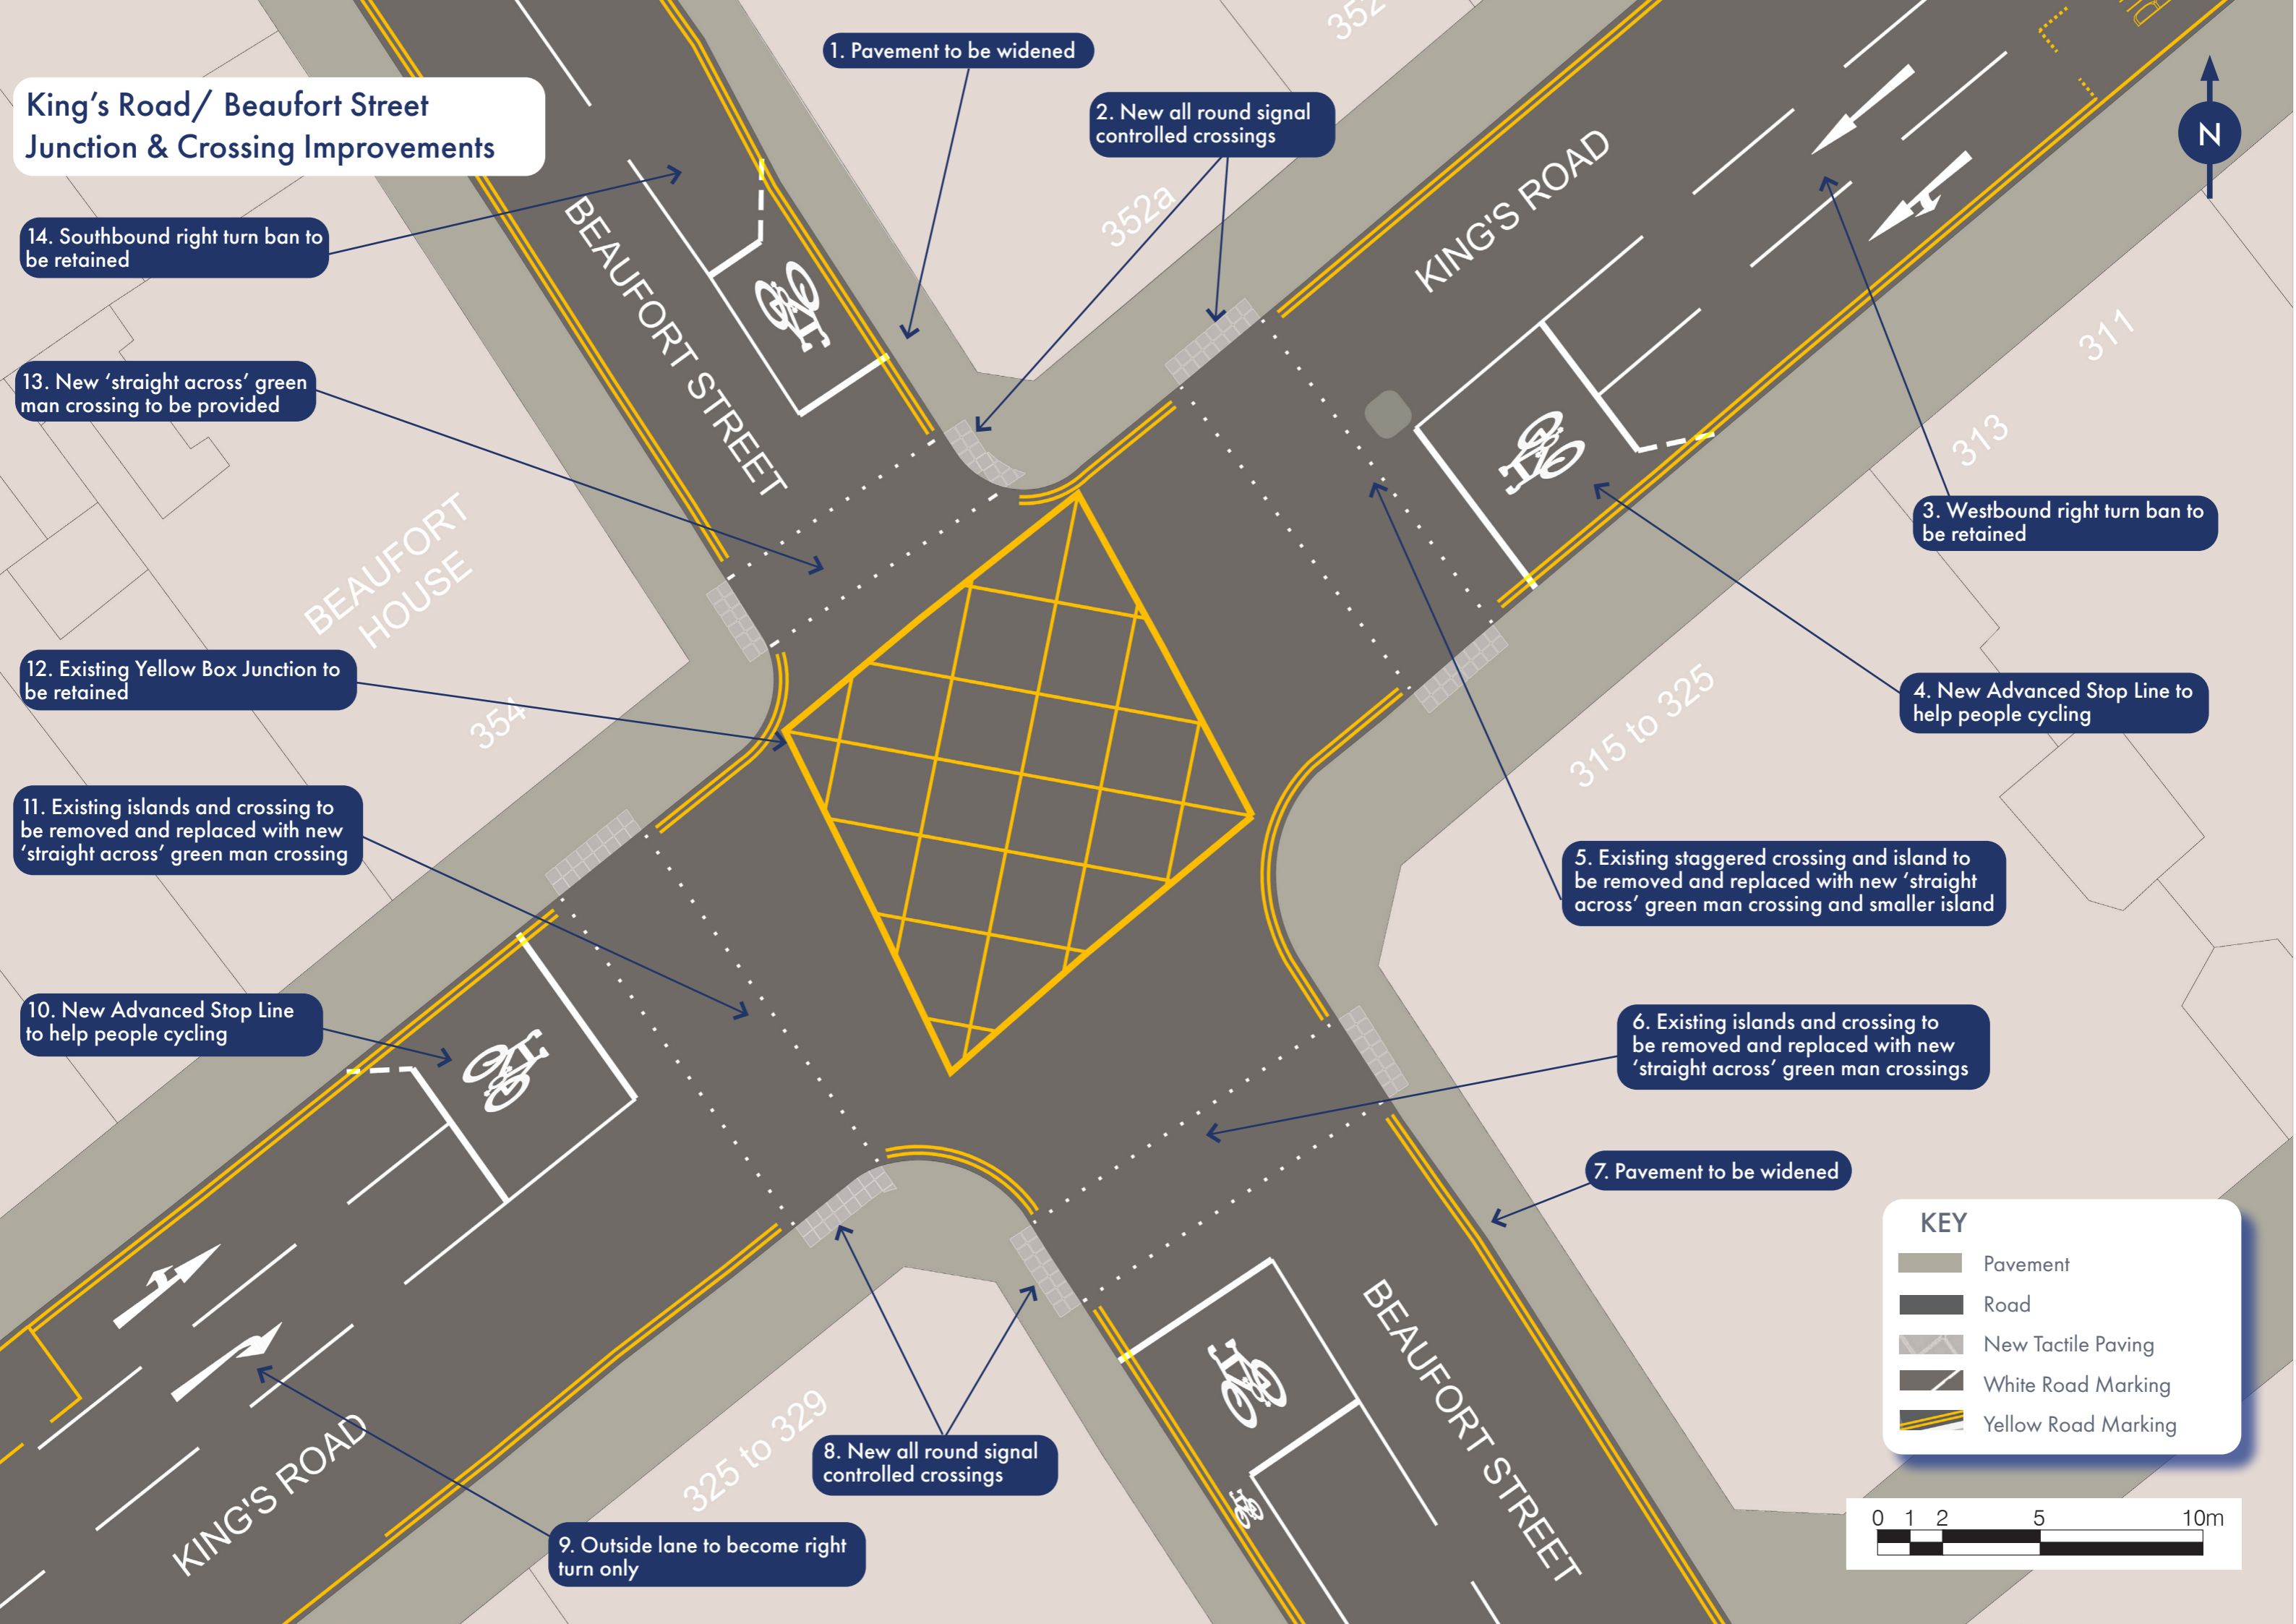 King's Road/ Beaufort Street
Junction & Crossing Improvements
1. Pavement to be widened
2. New all round signal
controlled crossings
352
352a
KING'S ROAD
N
14. Southbound right turn ban to
be retained
BEAUFORT STREET
311
313
13. New ‘straight across’ green
man crossing to be provided
3. Westbound right turn ban to
be retained
BEAUFORT
HOUSE
12. Existing Yellow Box Junction to
be retained
354
315 to 325
4. New Advanced Stop Line to
help people cycling
11. Existing islands and crossing to
be removed and replaced with new
‘straight across’ green man crossing
5. Existing staggered crossing and island to
be removed and replaced with new ‘straight
across’ green man crossing and smaller island
10. New Advanced Stop Line
to help people cycling
6. Existing islands and crossing to
be removed and replaced with new
‘straight across’ green man crossings
7. Pavement to be widened
KING'S ROAD
325 to 329
8. New all round signal
controlled crossings
BEAUFORT STREET
9. Outside lane to become right
turn only
KEY
Pavement
Road
New Tactile Paving
White Road Marking
Yellow Road Marking
0 1 2 5 10m